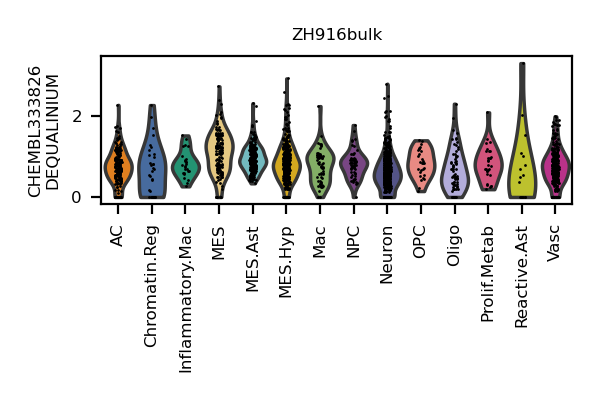 ZH916bulk
CHEMBL333826
DEQUALINIUM
2
0
AC
Chromatin.Reg
Inflammatory.Mac
MES
MES.Ast
MES.Hyp
Mac
NPC
Neuron
OPC
Oligo
Prolif.Metab
Reactive.Ast
Vasc